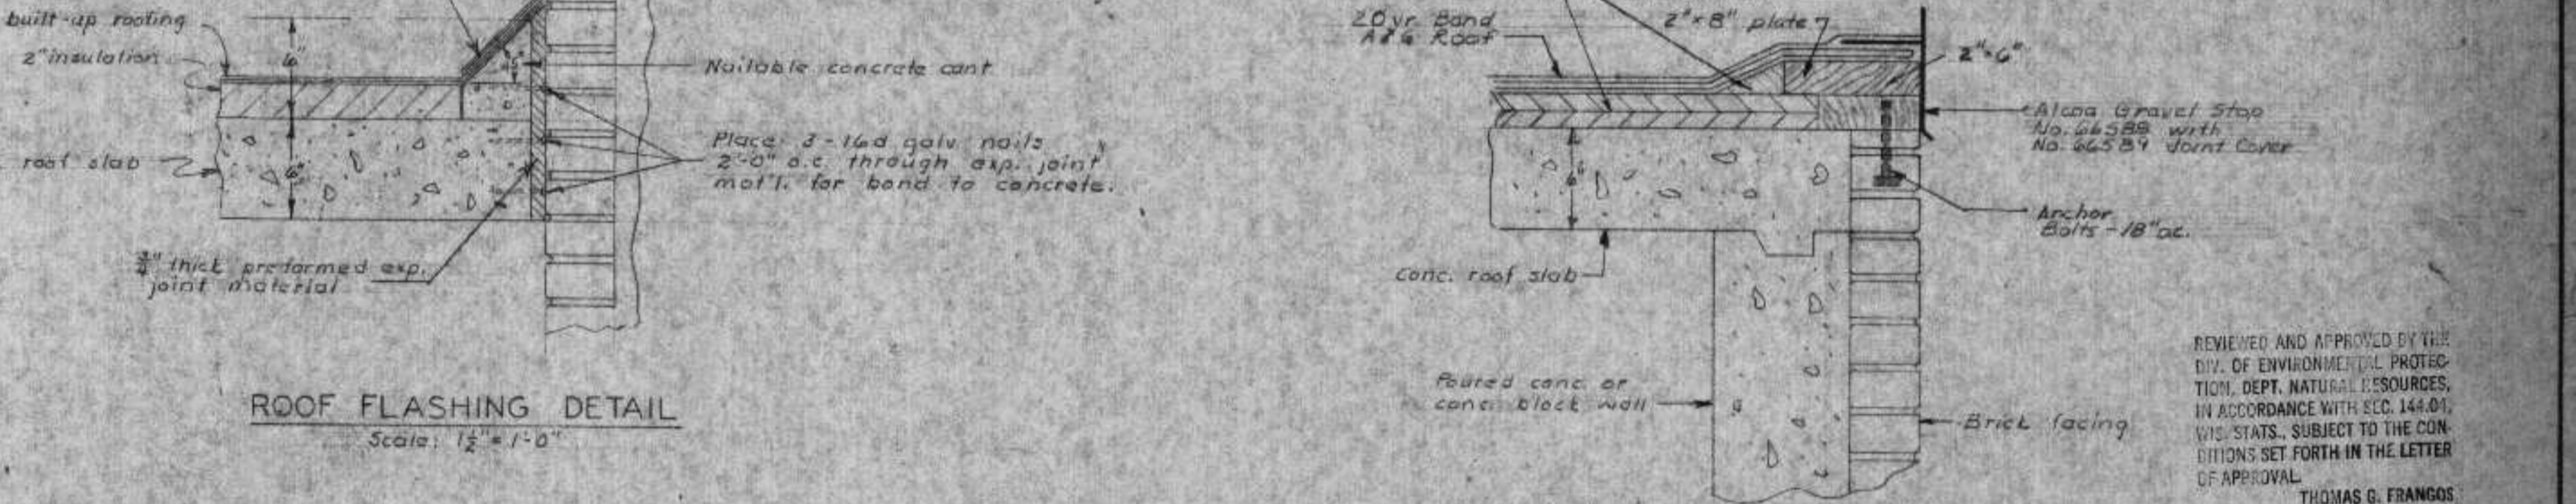 built-up roofing
2" insulation
6"
45°
Nailable concrete cant
roof slab
6"
Place 3-16d galv nails
2'-0" o.c. through exp. joint
mat'l. for bond to concrete.
3/4" thick preformed exp.
joint material
ROOF FLASHING DETAIL
Scale: 1½" = 1'-0"
20 yr. Bond
Roof
2"x8" plate
2"x6"
Alcoa Gravel Stop
No. 66588 with
No. 66589 Joint Cover
6"
Anchor
Bolts - 18" oc.
conc. roof slab
Poured conc. or
conc. block wall
Brick facing
REVIEWED AND APPROVED BY THE
DIV. OF ENVIRONMENTAL PROTEC-
TION, DEPT. NATURAL RESOURCES,
IN ACCORDANCE WITH SEC. 144.04,
WIS. STATS., SUBJECT TO THE CON-
DITIONS SET FORTH IN THE LETTER
OF APPROVAL.
THOMAS G. FRANGOS